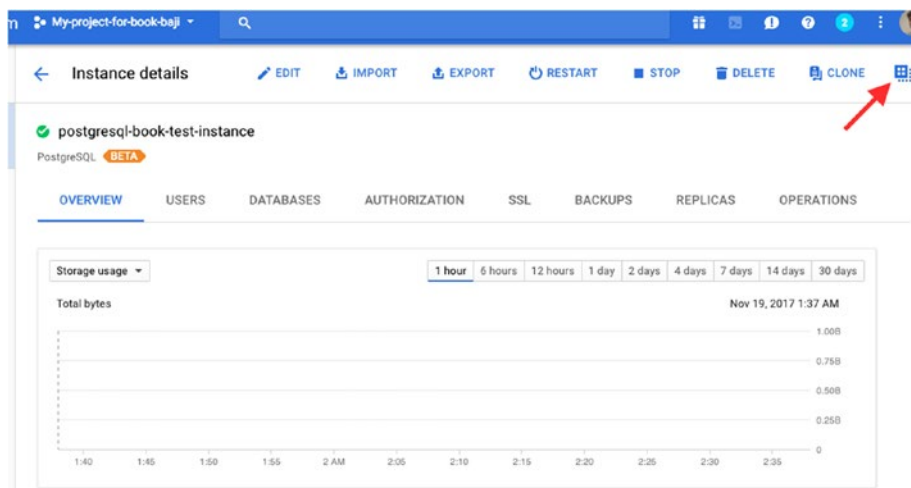 m My-project-for-book-baji 2
Instance details EDIT IMPORT EXPORT RESTART STOP DELETE CLONE
postgresql-book-test-instance
PostgreSQL BETA
OVERVIEW USERS DATABASES AUTHORIZATION SSL BACKUPS REPLICAS OPERATIONS
Storage usage 1 hour 6 hours 12 hours 1 day 2 days 4 days 7 days 14 days 30 days
Total bytes Nov 19, 2017 1:37 AM
1.00B
0.75B
0.50B
0.25B
0
1:40 1:45 1:50 1:55 2 AM 2:05 2:10 2:15 2:20 2:25 2:30 2:35